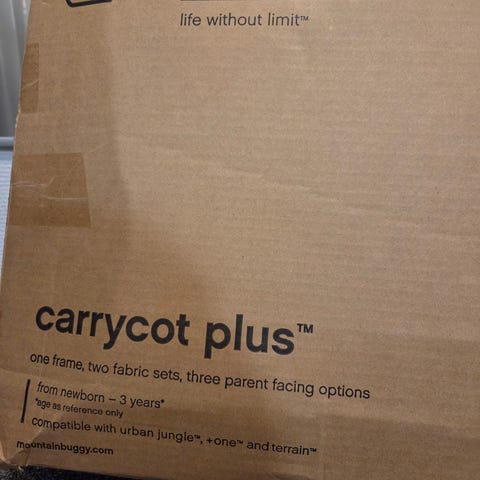 life without limit™
carrycot plus™
one frame, two fabric sets, three parent facing options
from newborn – 3 years*
*age as reference only
compatible with urban jungle™, +one™ and terrain™
mountainbuggy.com